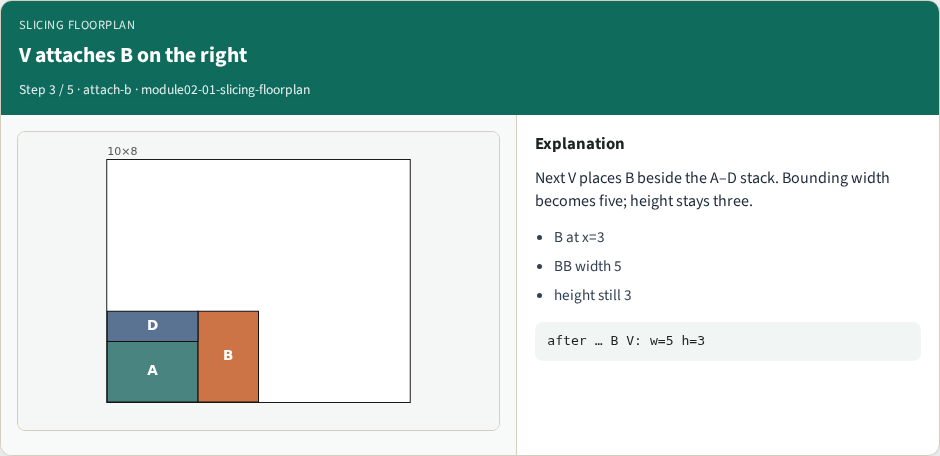 SLICING FLOORPLAN
V attaches B on the right
Step 3 / 5 · attach-b · module02-01-slicing-floorplan
10×8
D
A
B
Explanation
Next V places B beside the A–D stack. Bounding width
becomes five; height stays three.
• B at x=3
• BB width 5
• height still 3
after … B V: w=5 h=3